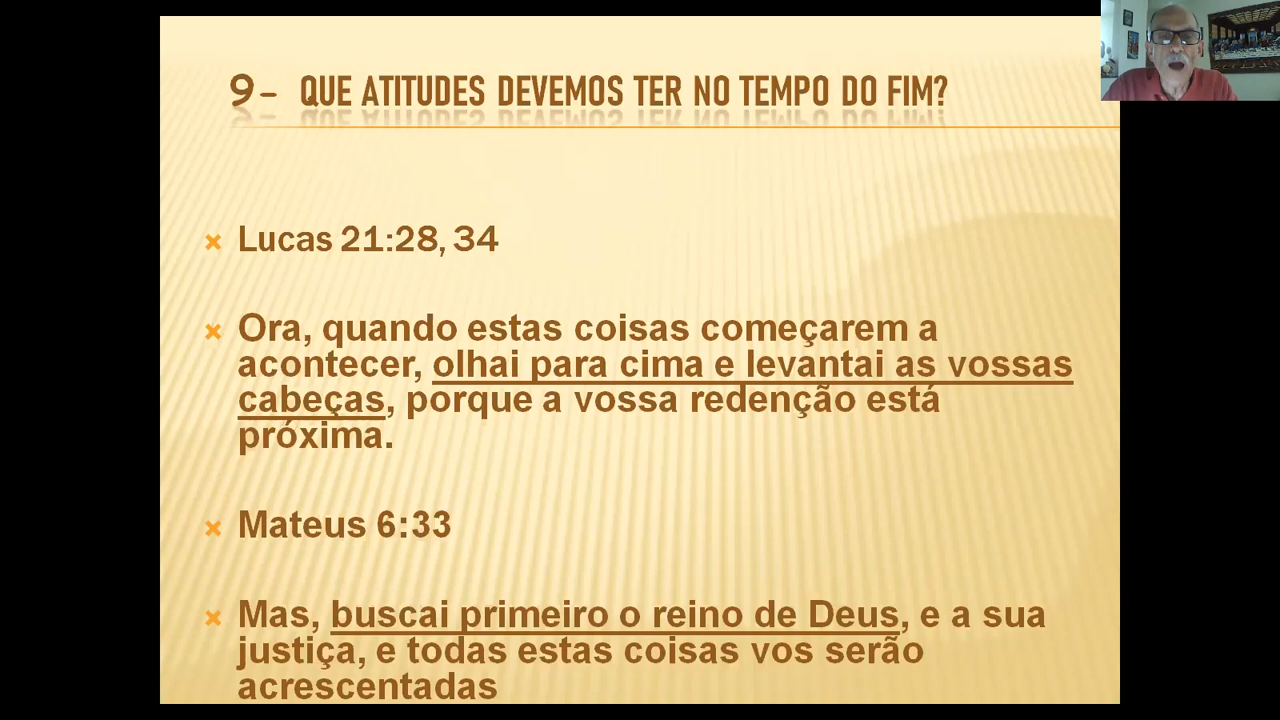 9- QUE ATITUDES DEVEMOS TER NO TEMPO DO FIM?
Lucas 21:28, 34
Ora, quando estas coisas começarem a
acontecer, olhai para cima e levantai as vossas
cabeças, porque a vossa redenção está
próxima.
Mateus 6:33
Mas, buscai primeiro o reino de Deus, e a sua
justiça, e todas estas coisas vos serão
acrescentadas